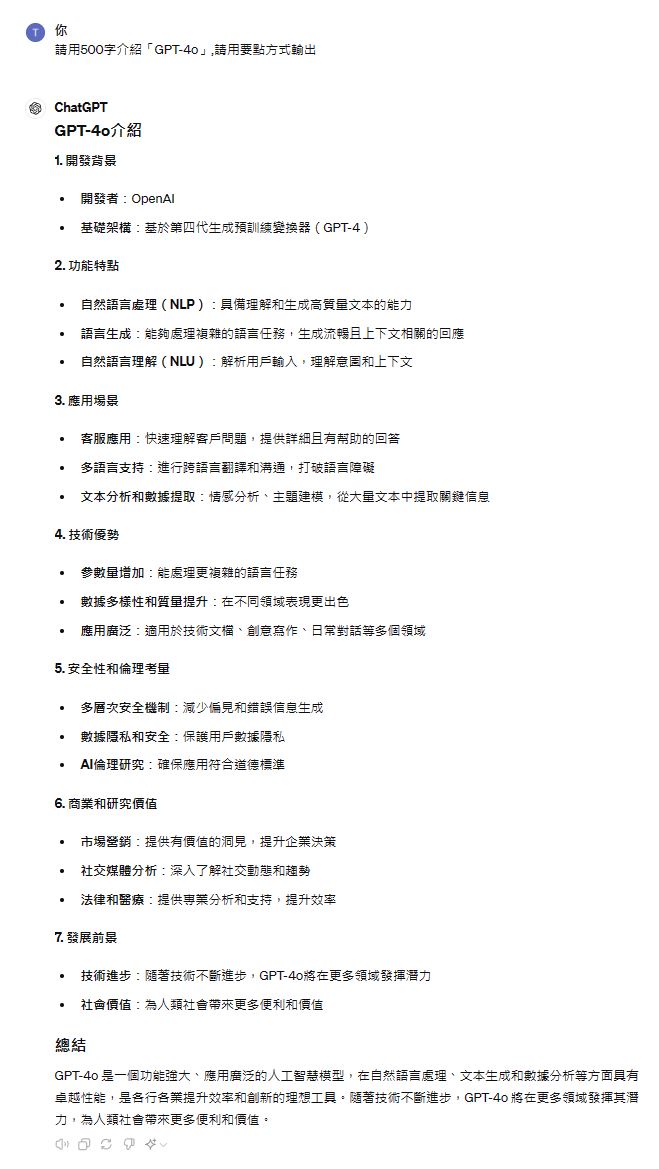 T
你
請用500字介紹「GPT-4o」,請用要點方式輸出
ChatGPT
GPT-4o介紹
1. 開發背景
• 開發者：OpenAI
• 基礎架構：基於第四代生成預訓練變換器（GPT-4）
2. 功能特點
• 自然語言處理（NLP）：具備理解和生成高質量文本的能力
• 語言生成：能夠處理複雜的語言任務，生成流暢且上下文相關的回應
• 自然語言理解（NLU）：解析用戶輸入，理解意圖和上下文
3. 應用場景
• 客服應用：快速理解客戶問題，提供詳細且有幫助的回答
• 多語言支持：進行跨語言翻譯和溝通，打破語言障礙
• 文本分析和數據提取：情感分析、主題建模，從大量文本中提取關鍵信息
4. 技術優勢
• 參數量增加：能處理更複雜的語言任務
• 數據多樣性和質量提升：在不同領域表現更出色
• 應用廣泛：適用於技術文檔、創意寫作、日常對話等多個領域
5. 安全性和倫理考量
• 多層次安全機制：減少偏見和錯誤信息生成
• 數據隱私和安全：保護用戶數據隱私
• AI倫理研究：確保應用符合道德標準
6. 商業和研究價值
• 市場營銷：提供有價值的洞見，提升企業決策
• 社交媒體分析：深入了解社交動態和趨勢
• 法律和醫療：提供專業分析和支持，提升效率
7. 發展前景
• 技術進步：隨著技術不斷進步，GPT-4o將在更多領域發揮潛力
• 社會價值：為人類社會帶來更多便利和價值
總結
GPT-4o 是一個功能強大、應用廣泛的人工智慧模型，在自然語言處理、文本生成和數據分析等方面具有
卓越性能，是各行各業提升效率和創新的理想工具。隨著技術不斷進步，GPT-4o 將在更多領域發揮其潛
力，為人類社會帶來更多便利和價值。